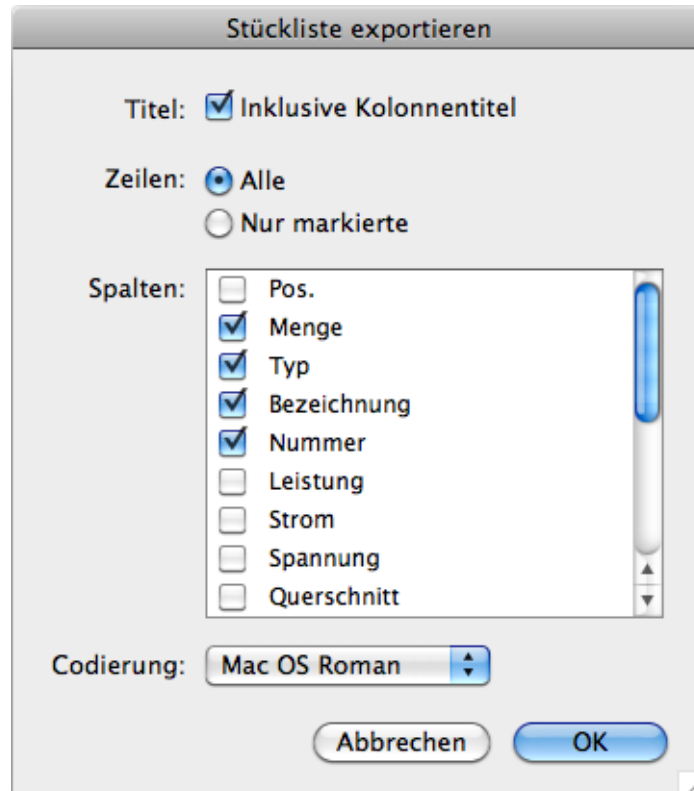 Stückliste exportieren
Titel: Inklusive Kolonnentitel
Zeilen: Alle
Nur markierte
Spalten: Pos.
Menge
Typ
Bezeichnung
Nummer
Leistung
Strom
Spannung
Querschnitt
Codierung: Mac OS Roman
Abbrechen OK